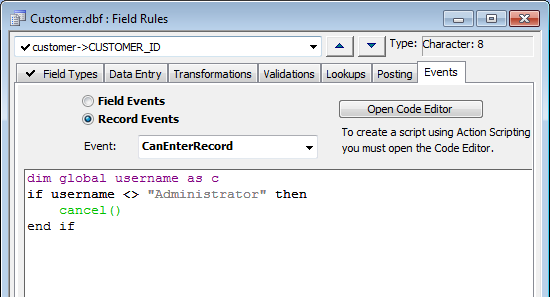 Customer.dbf : Field Rules
customer->CUSTOMER_ID
Type: Character: 8
Field Types Data Entry Transformations Validations Lookups Posting Events
Field Events
Record Events
Open Code Editor
To create a script using Action Scripting
you must open the Code Editor.
Event: CanEnterRecord
dim global username as c
if username <> "Administrator" then
cancel()
end if